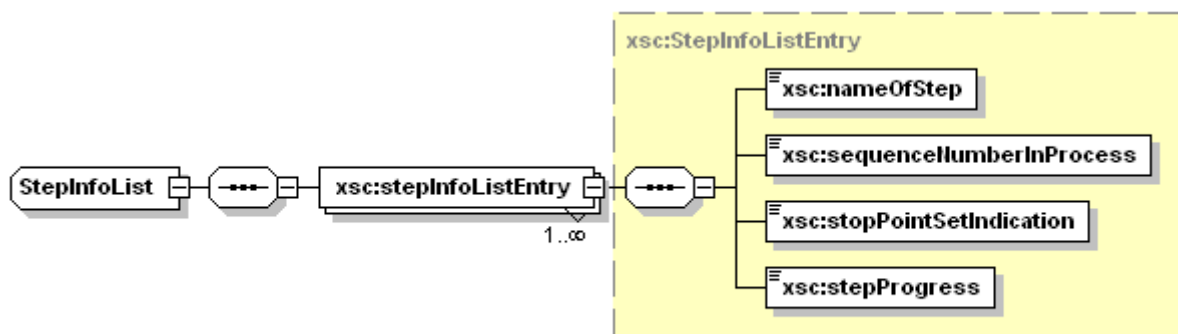 xsc:StepInfoListEntry
xsc:nameOfStep
xsc:sequenceNumberInProcess
StepInfoList
xsc:stepInfoListEntry
1..∞
xsc:stopPointSetIndication
xsc:stepProgress